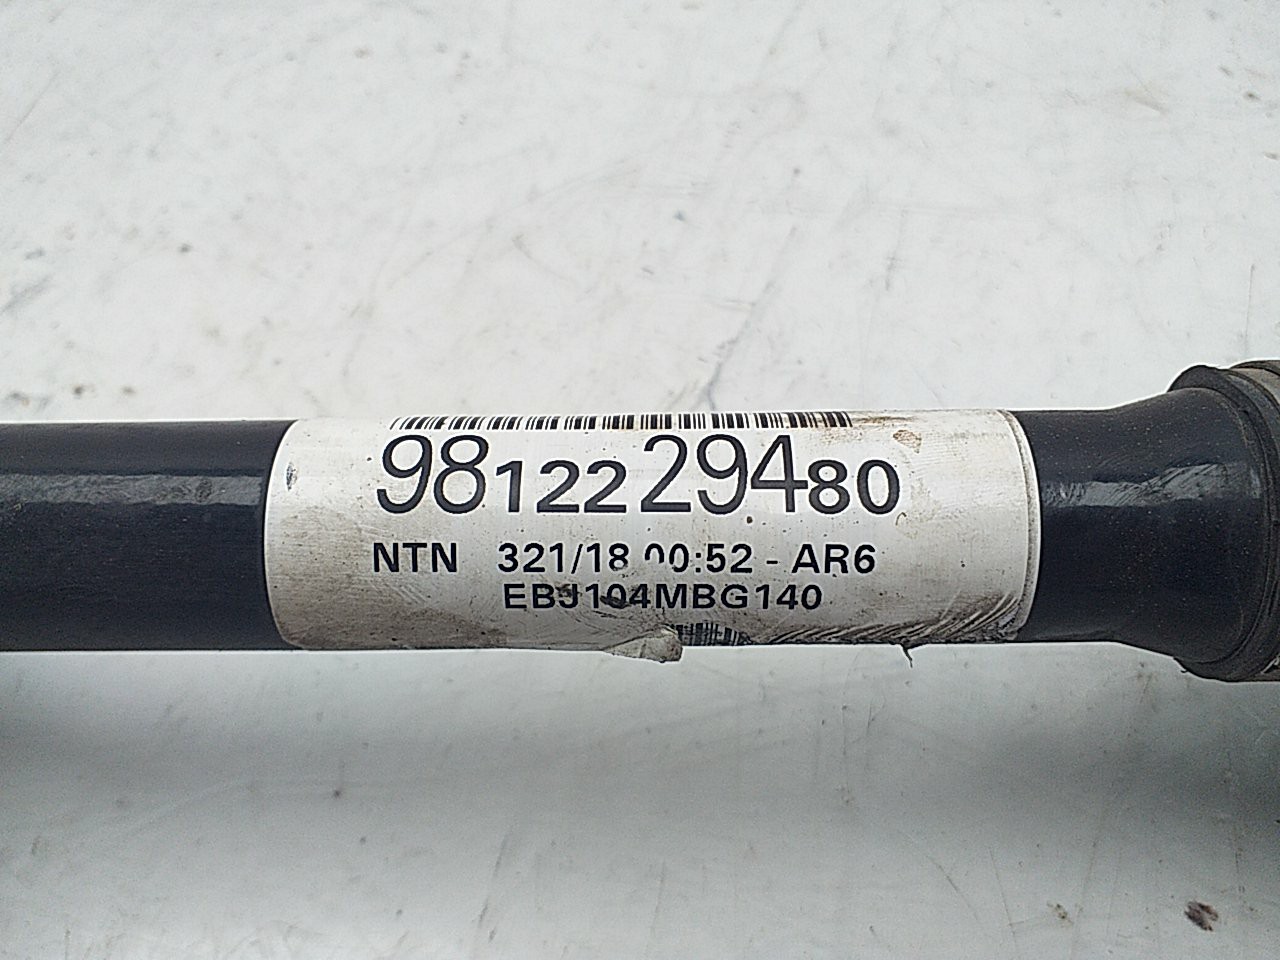 9812229480
NTN 321/18 00:52 - AR6
EBJ104MBG140